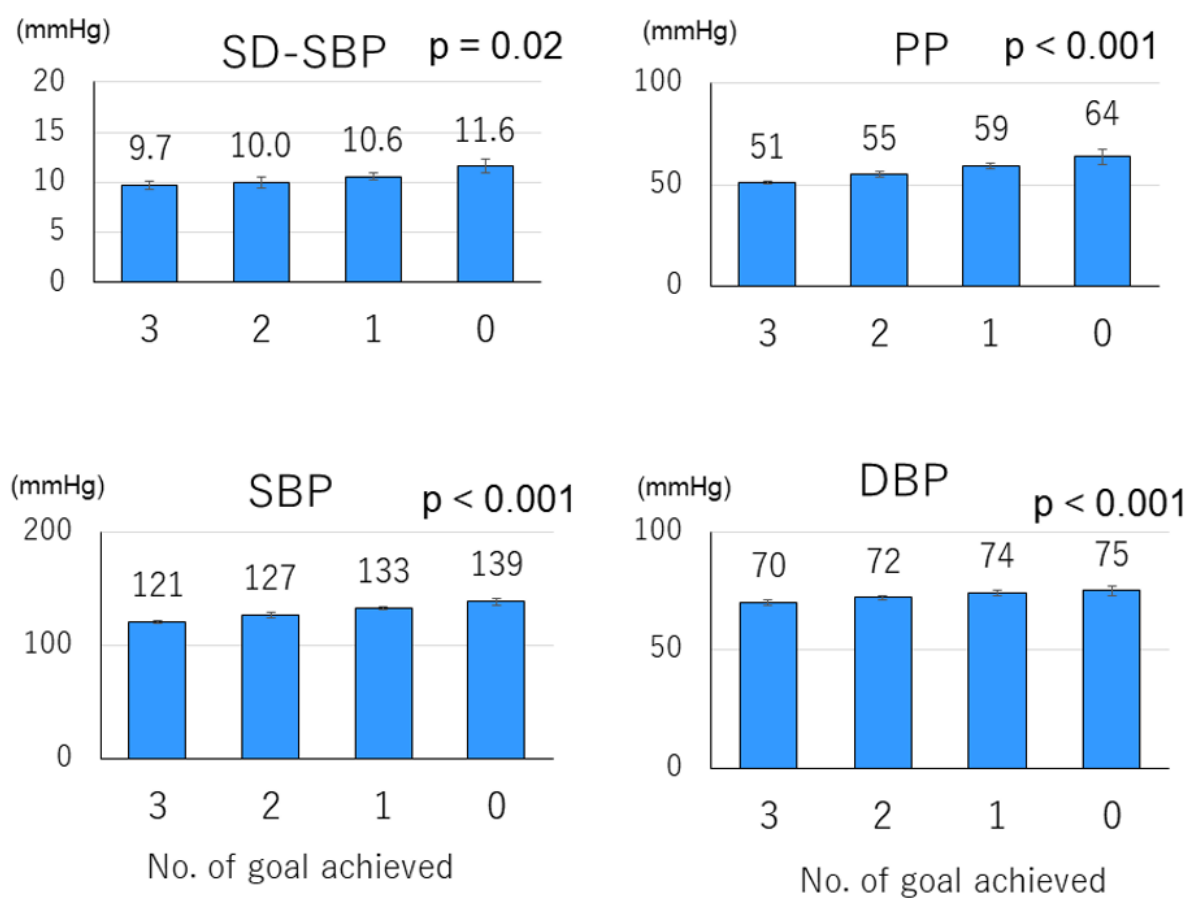 (mmHg)
SD-SBP p = 0.02
20
15
10
5
0
9.7 10.0 10.6 11.6
3 2 1 0
(mmHg)
PP p < 0.001
100
50
0
51 55 59 64
3 2 1 0
(mmHg)
SBP p < 0.001
200
100
0
121 127 133 139
3 2 1 0
No. of goal achieved
(mmHg)
DBP p < 0.001
100
50
0
70 72 74 75
3 2 1 0
No. of goal achieved